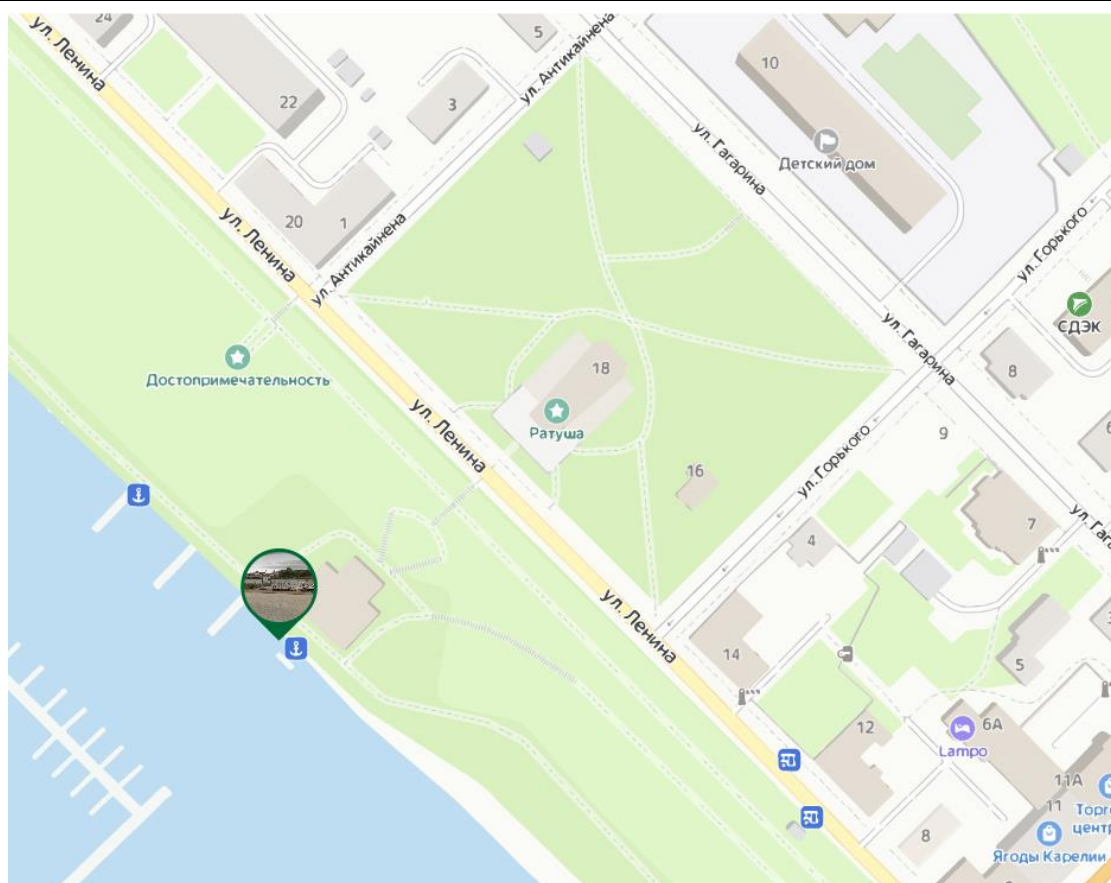 24
5
ул. Ленина
ул. Антикайнена
10
22
3
ул. Гагарина
Детский дом
ул. Ленина
20
1
ул. Антикайнена
ул. Горького
СДЭК
ул. Гагарина
Достопримечательность
18
8
Ратуша
ул. Ленина
9
16
ул. Горького
7
4
ул. Ленина
14
5
12
6А
Lampo
11А
11
8
Ягоды Карелии